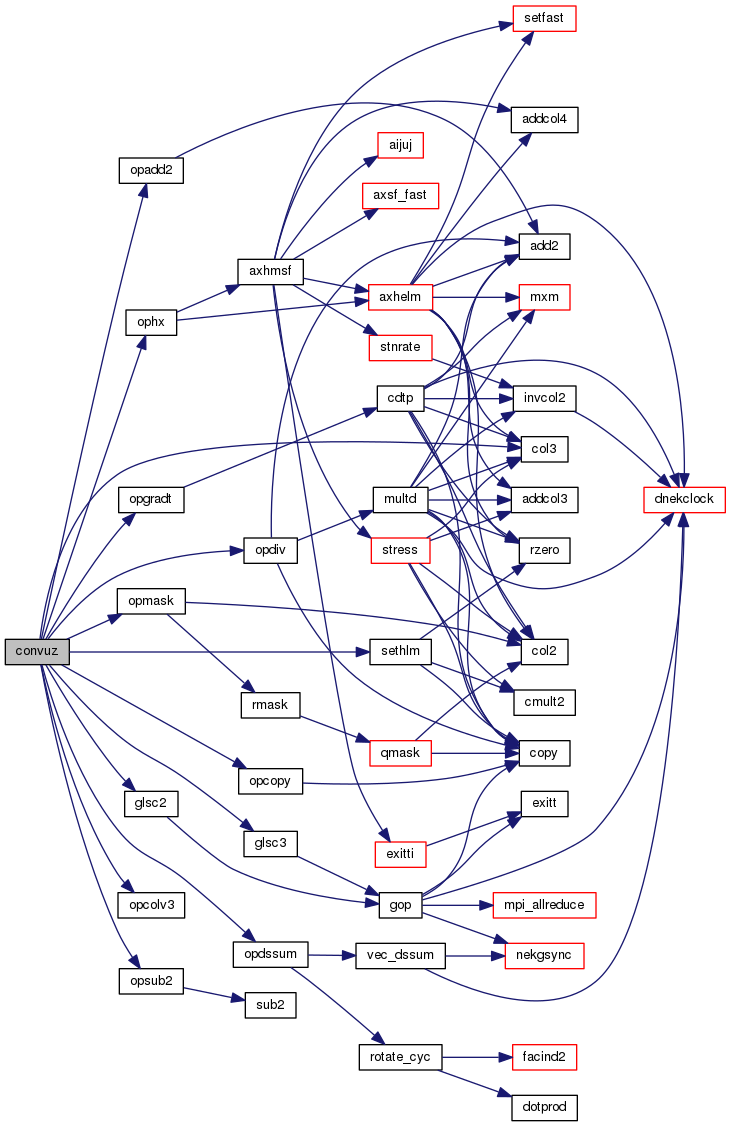 setfast
addcol4
aijuj
opadd2
axsf_fast
add2
axhmsf
axhelm
mxm
ophx
stnrate
cdtp
invcol2
col3
opgradt
multd
addcol3
dnekclock
opdiv
stress
rzero
opmask
convuz
sethlm
col2
rmask
cmult2
qmask
copy
opcopy
glsc2
exitt
glsc3
exitti
opcolv3
gop
mpi_allreduce
opdssum
vec_dssum
nekgsync
opsub2
sub2
rotate_cyc
facind2
dotprod